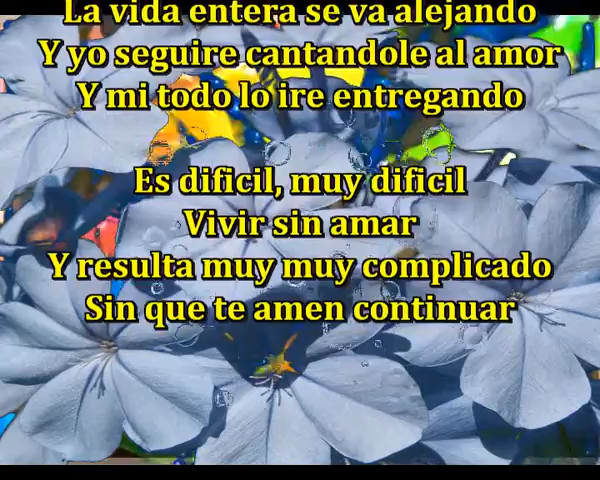 La vida entera se va alejando
Y yo seguire cantandole al amor
Y mi todo lo ire entregando
Es dificil, muy dificil
Vivir sin amar
Y resulta muy muy complicado
Sin que te amen continuar